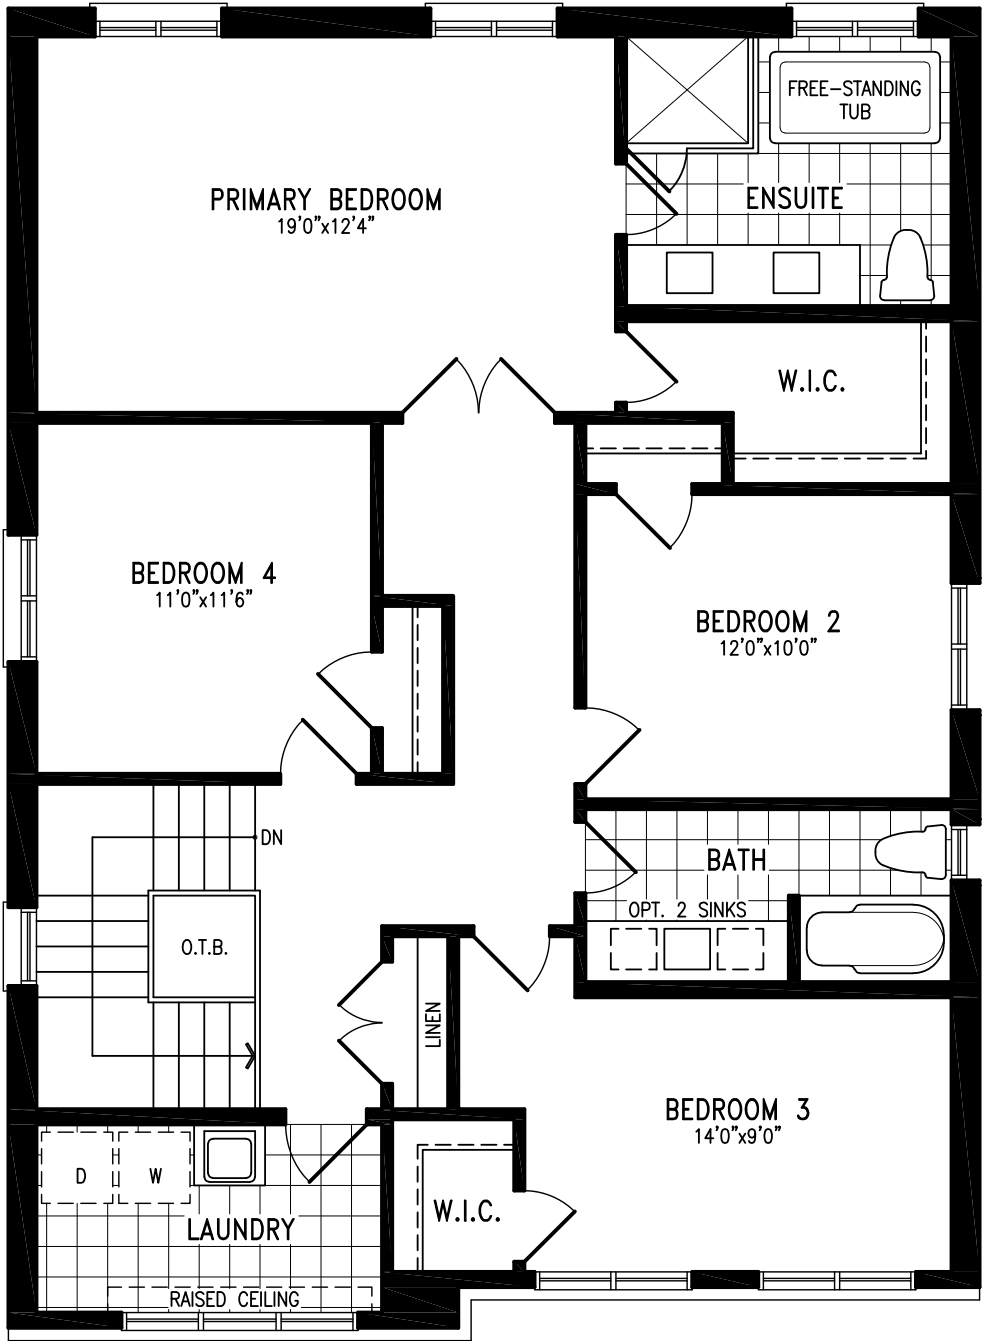 FREE-STANDING
TUB
PRIMARY BEDROOM
19'0"x12'4"
ENSUITE
W.I.C.
BEDROOM 4
11'0"x11'6"
BEDROOM 2
12'0"x10'0"
DN
BATH
OPT. 2 SINKS
O.T.B.
LINEN
BEDROOM 3
14'0"x9'0"
D
W
W.I.C.
LAUNDRY
RAISED CEILING